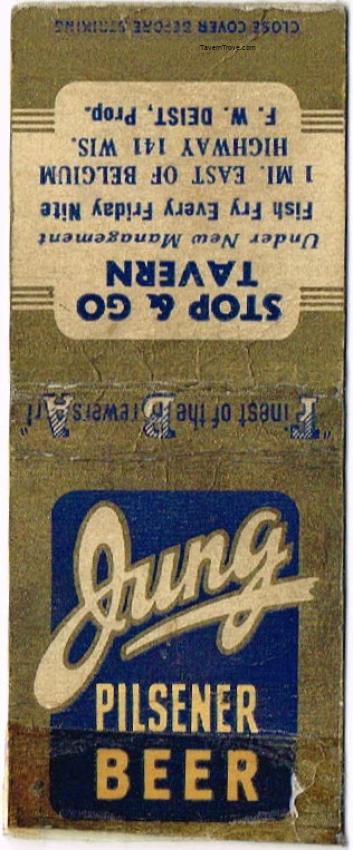 CLOSE COVER BEFORE STRIKING
TavernTrove.com
STOP & GO
TAVERN
Under New Management
Fish Fry Every Friday Nite
1 MI. EAST OF BELGIUM
HIGHWAY 141 WIS.
F. W. DEIST, Prop.
"Finest of the Brewers Art"
Jung
PILSENER
BEER